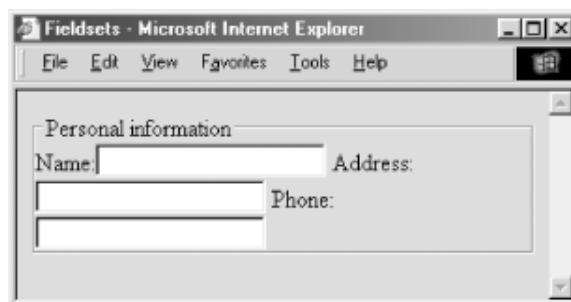 Fieldsets - Microsoft Internet Explorer
File Edit View Favorites Tools Help
Personal information
Name: Address:
Phone: